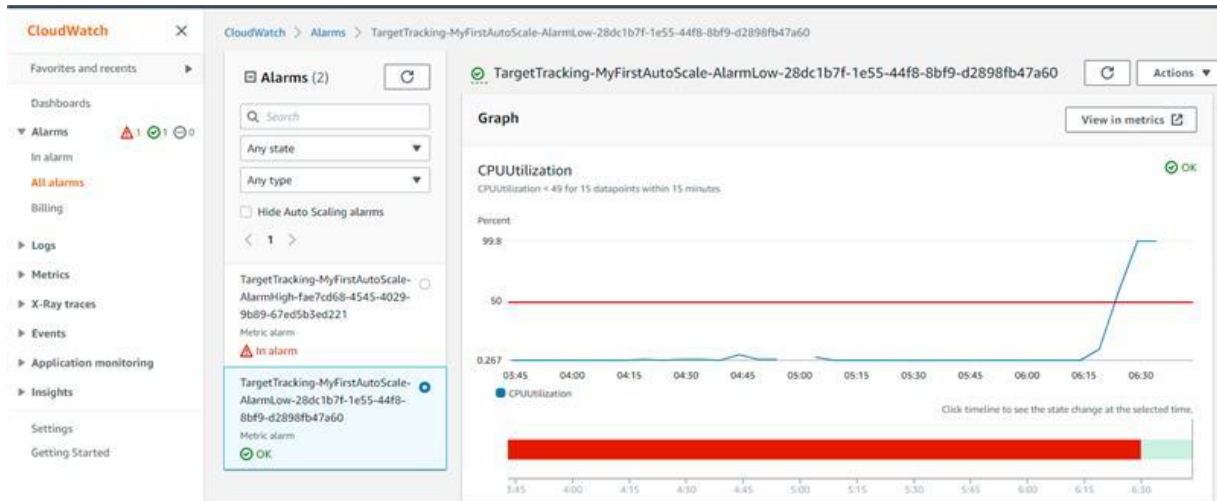 CloudWatch
Favorites and recents
Dashboards
Alarms 1 1 0
In alarm
All alarms
Billing
Logs
Metrics
X-Ray traces
Events
Application monitoring
Insights
Settings
Getting Started
CloudWatch > Alarms > TargetTracking-MyFirstAutoScale-AlarmLow-28dc1b7f-1e55-44f8-8bf9-d2898fb47a60
Alarms (2)
Search
Any state
Any type
Hide Auto Scaling alarms
< 1 >
TargetTracking-MyFirstAutoScale-
AlarmHigh-fae7cd68-4545-4029-
9b89-67ed5b3ed221
Metric alarm
In alarm
TargetTracking-MyFirstAutoScale-
AlarmLow-28dc1b7f-1e55-44f8-
8bf9-d2898fb47a60
Metric alarm
OK
TargetTracking-MyFirstAutoScale-AlarmLow-28dc1b7f-1e55-44f8-8bf9-d2898fb47a60
Actions
Graph
View in metrics
CPUUtilization
OK
CPUUtilization < 49 for 15 datapoints within 15 minutes
Percent
99.8
50
0.267
03:45 04:00 04:15 04:30 04:45 05:00 05:15 05:30 05:45 06:00 06:15 06:30
CPUUtilization
Click timeline to see the state change at the selected time.
3:45 4:00 4:15 4:30 4:45 5:00 5:15 5:30 5:45 6:00 6:15 6:30